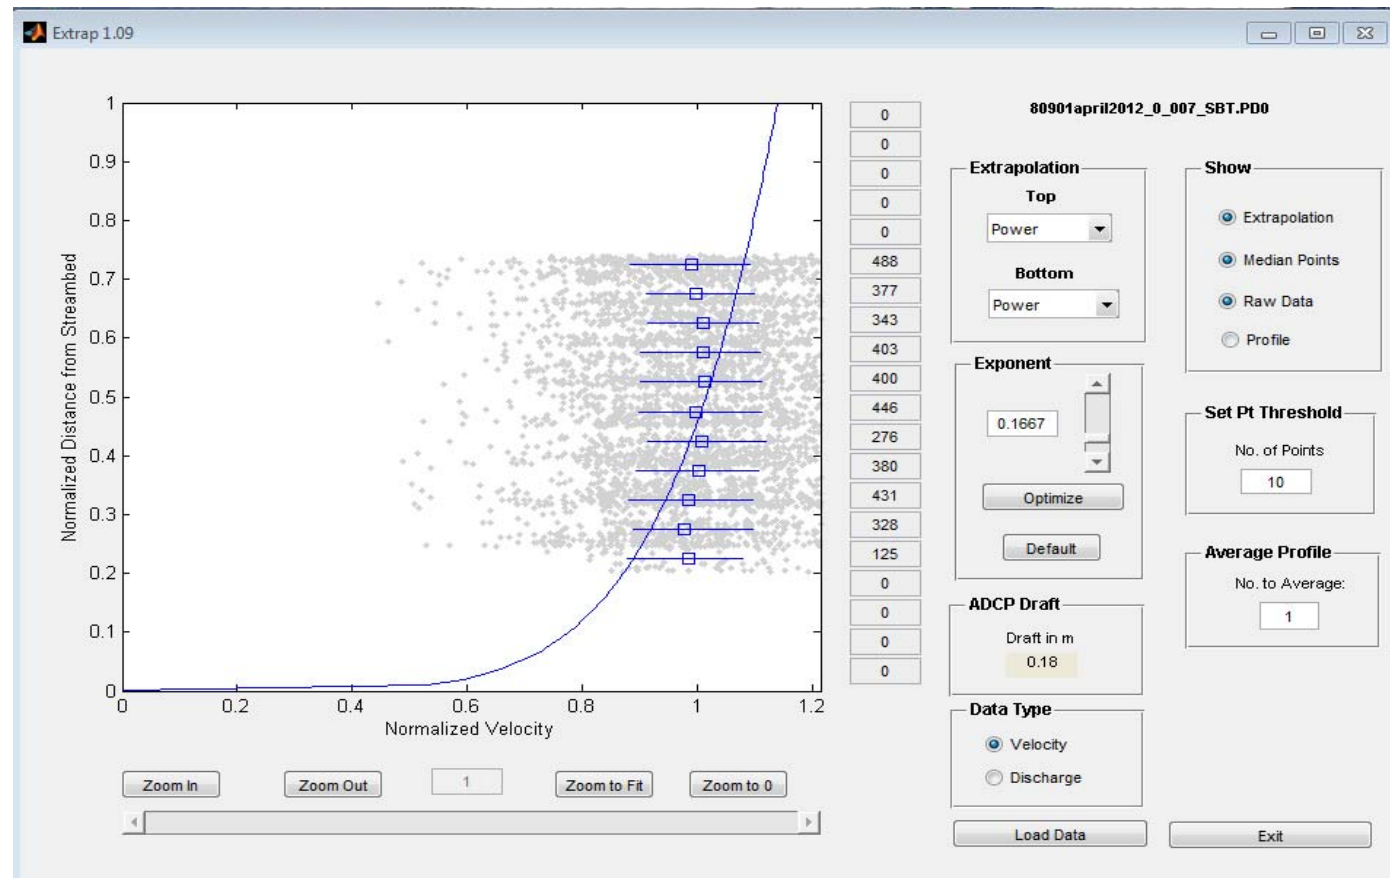 Extrap 1.09
80901april2012_0_007_SBT.PD0
1
0.9
0.8
0.7
0.6
0.5
0.4
0.3
0.2
0.1
0
Normalized Distance from Streambed
0
0.2
0.4
0.6
0.8
1
1.2
Normalized Velocity
0
0
0
0
0
488
377
343
403
400
446
276
380
431
328
125
0
0
0
0
Extrapolation
Top
Power
Bottom
Power
Exponent
0.1667
Optimize
Default
ADCP Draft
Draft in m
0.18
Data Type
Velocity
Discharge
Show
Extrapolation
Median Points
Raw Data
Profile
Set Pt Threshold
No. of Points
10
Average Profile
No. to Average:
1
Zoom In
Zoom Out
1
Zoom to Fit
Zoom to 0
Load Data
Exit